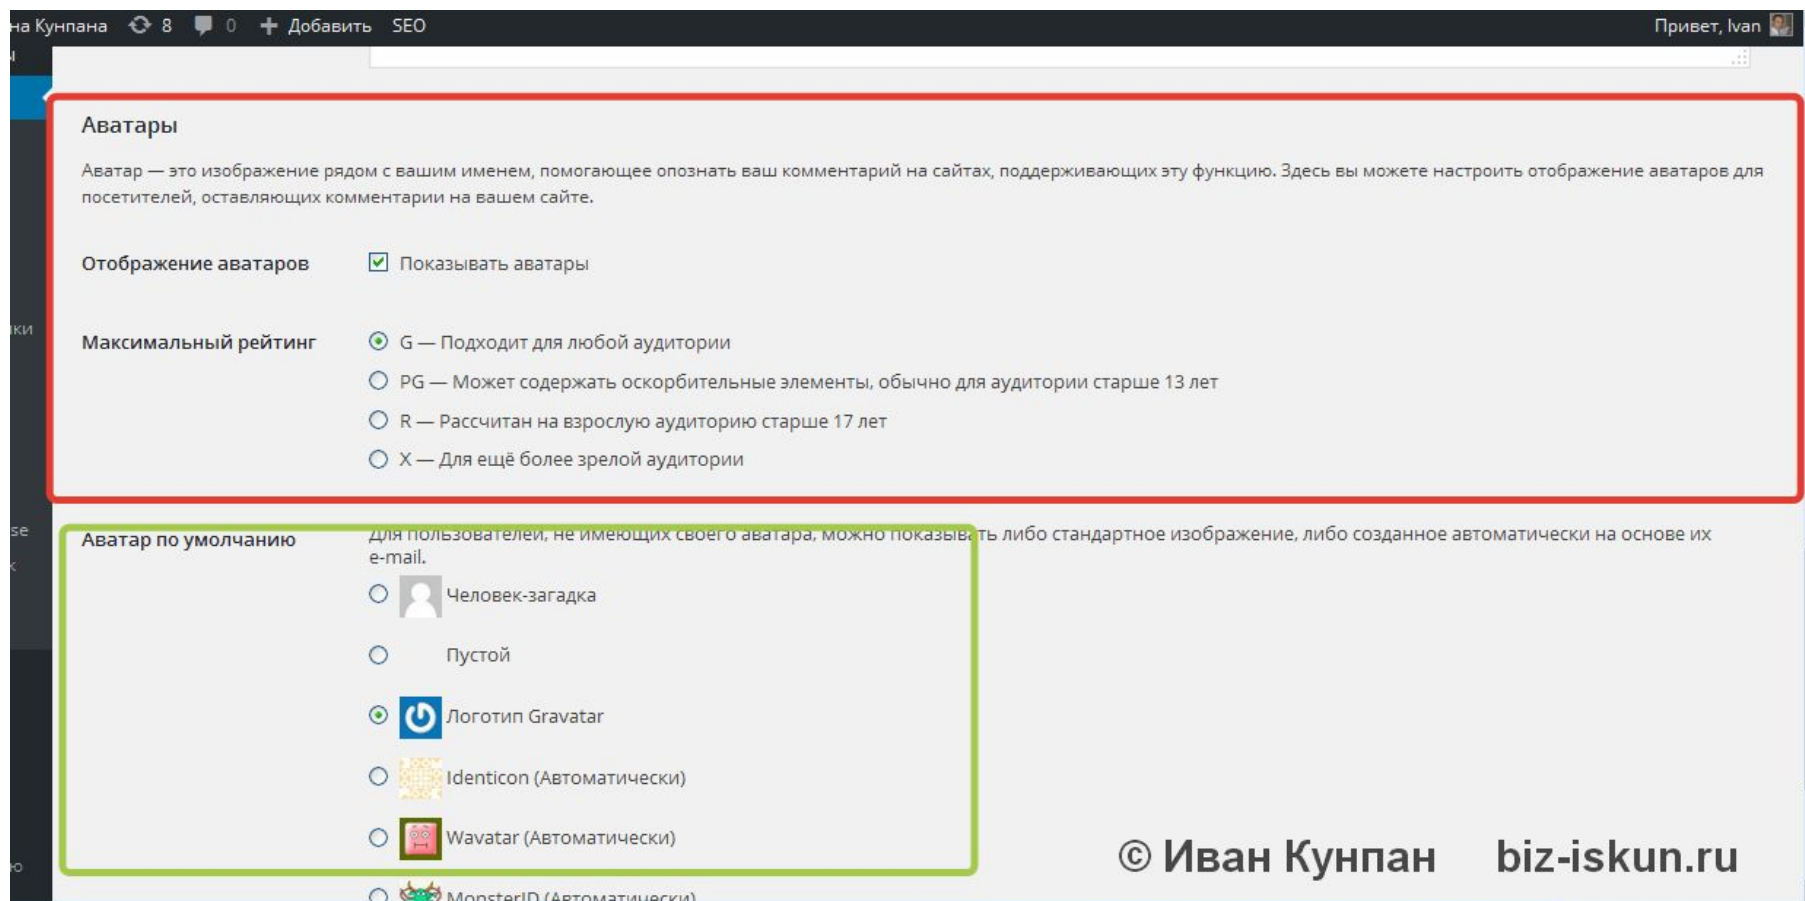 на Кунпана 8 0 Добавить SEO Привет, Ivan
Аватары
Аватар — это изображение рядом с вашим именем, помогающее опознать ваш комментарий на сайтах, поддерживающих эту функцию. Здесь вы можете настроить отображение аватаров для
посетителей, оставляющих комментарии на вашем сайте.
Отображение аватаров Показывать аватары
ики
Максимальный рейтинг G — Подходит для любой аудитории
PG — Может содержать оскорбительные элементы, обычно для аудитории старше 13 лет
R — Рассчитан на взрослую аудиторию старше 17 лет
X — Для ещё более зрелой аудитории
se
Аватар по умолчанию Для пользователей, не имеющих своего аватара, можно показывать либо стандартное изображение, либо созданное автоматически на основе их
e-mail.
Человек-загадка
Пустой
Логотип Gravatar
Identicon (Автоматически)
Wavatar (Автоматически)
ю
MonsterID (Автоматически)
© Иван Кунпан biz-iskun.ru